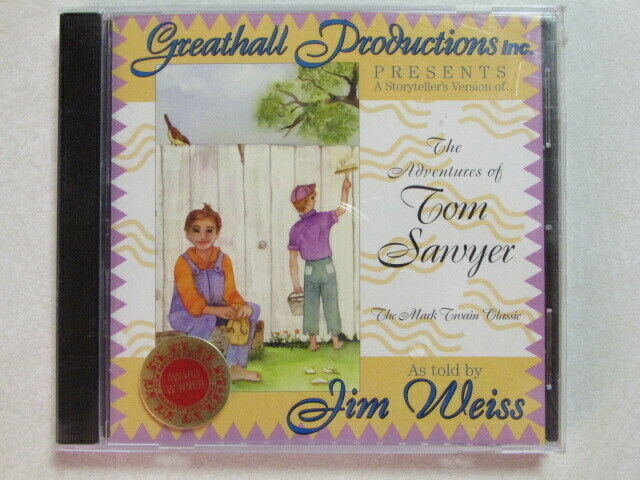 Greathall Productions Inc.
PRESENTS
A Storyteller's Version of...
The
Adventures of
Tom
Sawyer
The Mark Twain Classic
AWARD
WINNER
As told by
Jim Weiss